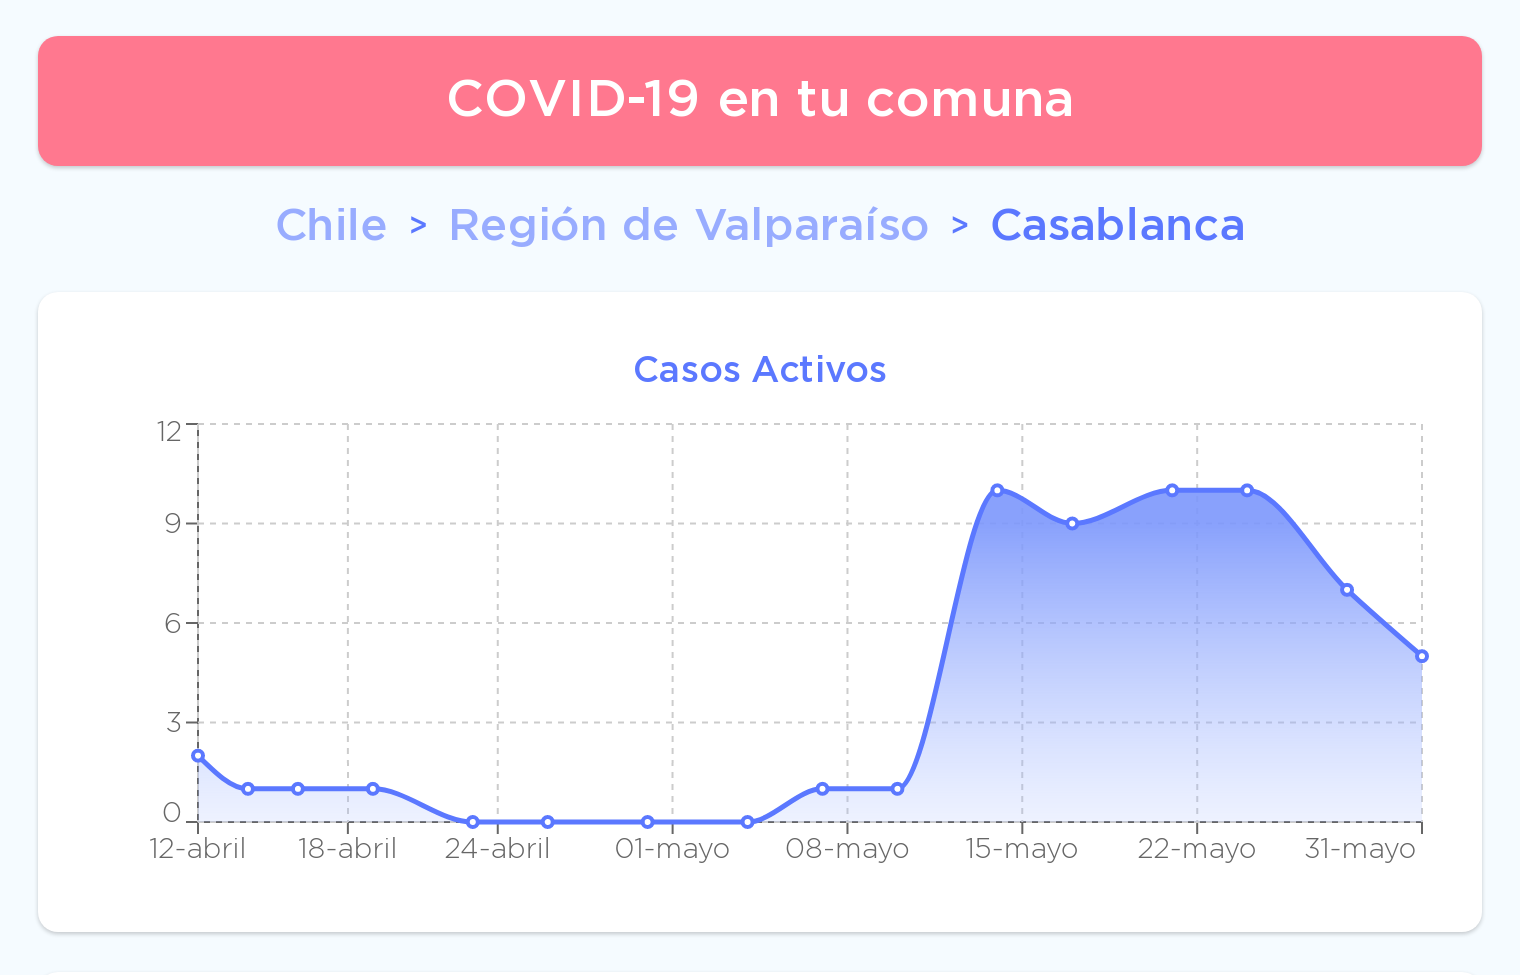 COVID-19 en tu comuna
Chile > Región de Valparaíso > Casablanca
Casos Activos
12
9
6
3
0
12-abril 18-abril 24-abril 01-mayo 08-mayo 15-mayo 22-mayo 31-mayo